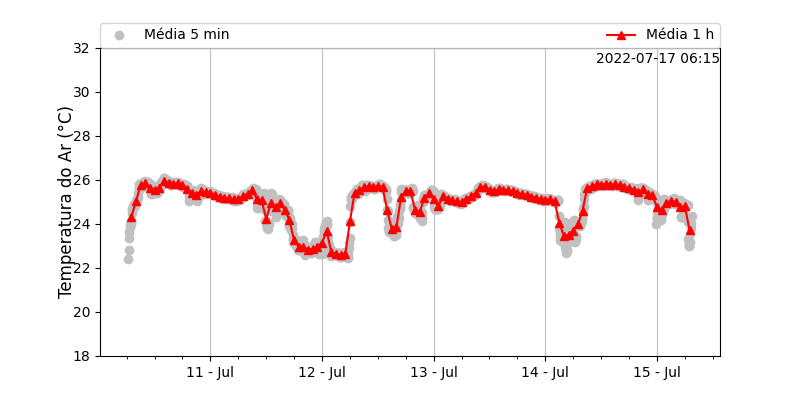 Média 5 min
Média 1 h
2022-07-17 06:15
Temperatura do Ar (°C)
32
30
28
26
24
22
20
18
11 - Jul
12 - Jul
13 - Jul
14 - Jul
15 - Jul